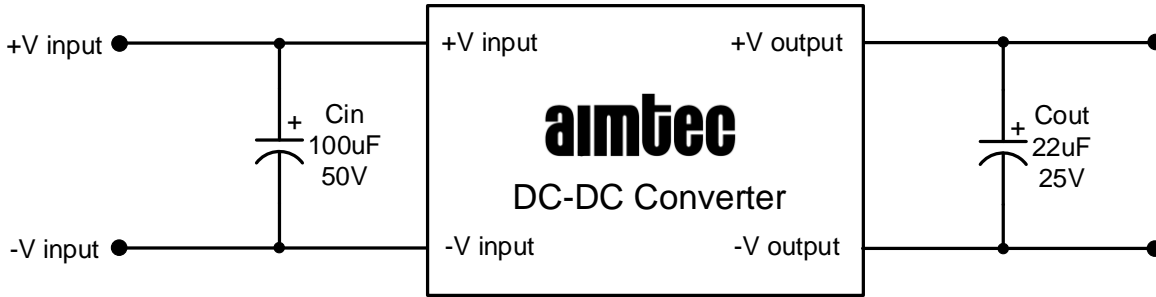 +V input
+V input
+V output
+
Cin
100uF
50V
aimtec
DC-DC Converter
+
Cout
22uF
25V
-V input
-V input
-V output